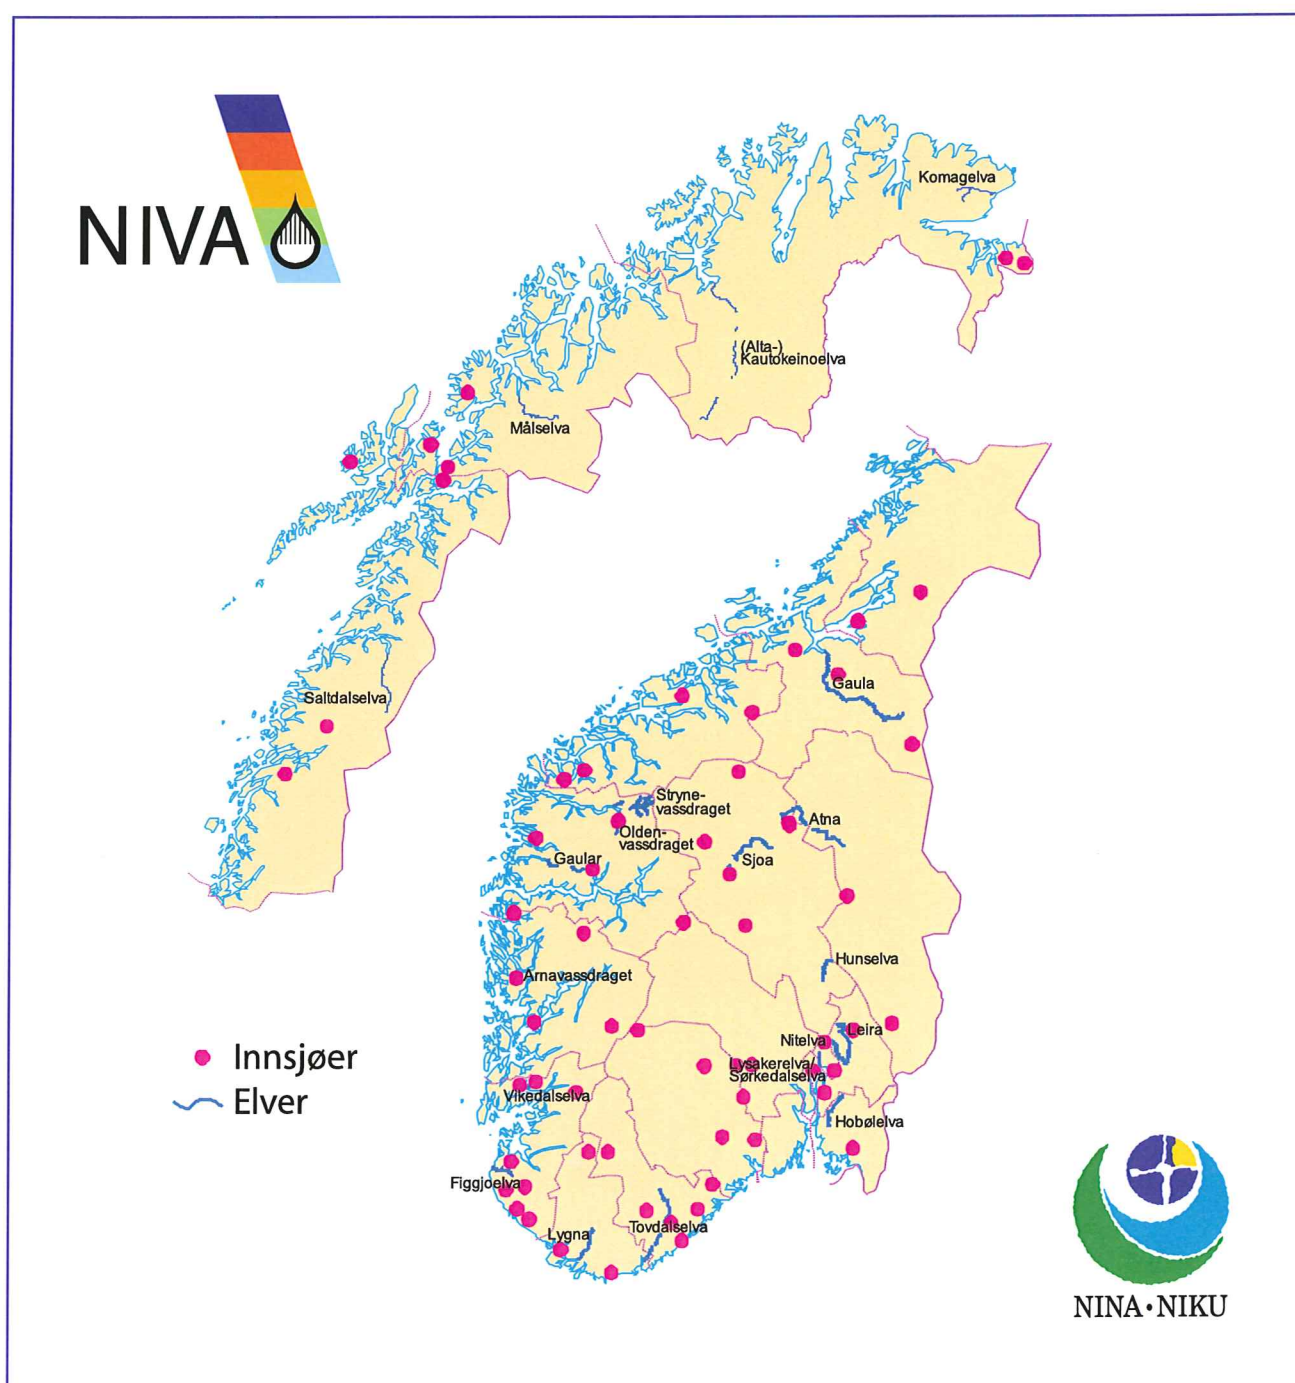 NIVA
Komagelva
(Alta-)
Kautokeinoelva
Målselva
Saltdalselva
Gaula
Stryne-
vassdraget
Olden-
vassdraget
Atna
Gaular
Sjoa
Hunselva
Arnavassdraget
Leira
Nitelva
Lysakerelva/
Sørkedalselva
Innsjøer
Elver
Vikedalselva
Hobølelva
Figgjoelva
Tovdalselva
Lygna
NINA•NIKU